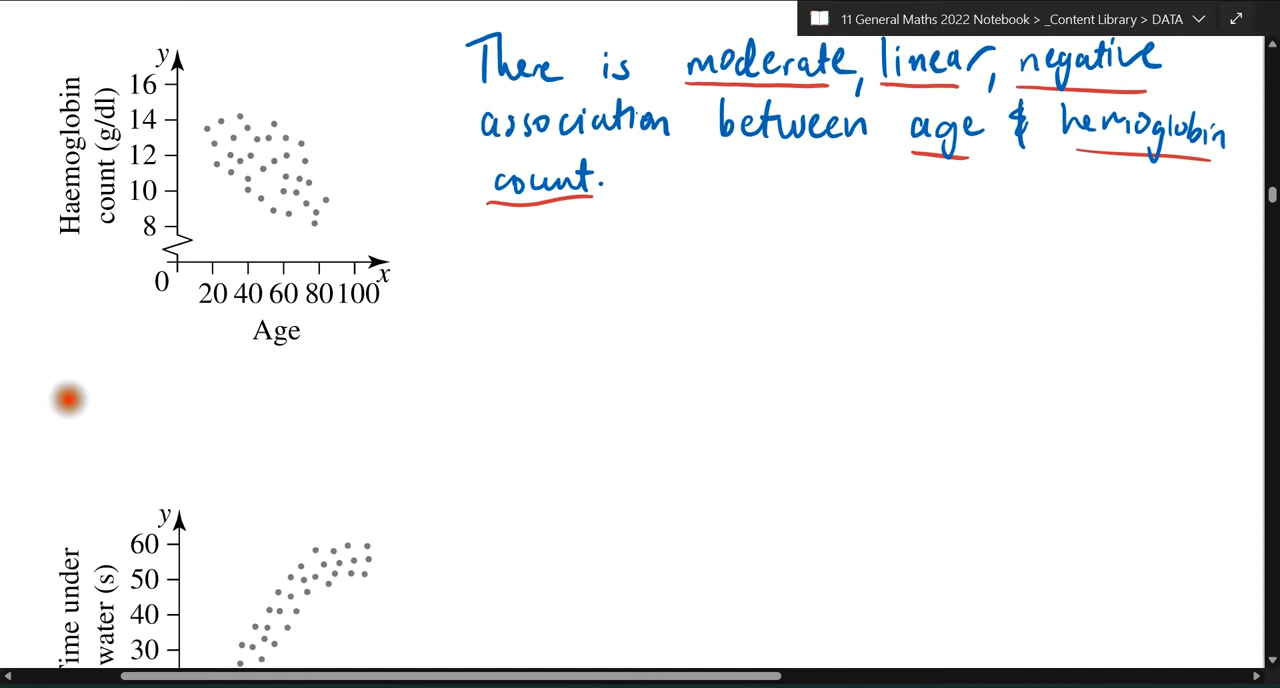 11 General Maths 2022 Notebook > _Content Library > DATA
There is moderate, linear, negative
association between age & hemoglobin
count.
y
Haemoglobin
count (g/dl)
16
14
12
10
8
0
20 40 60 80 100
x
Age
y
Time under
water (s)
60
50
40
30